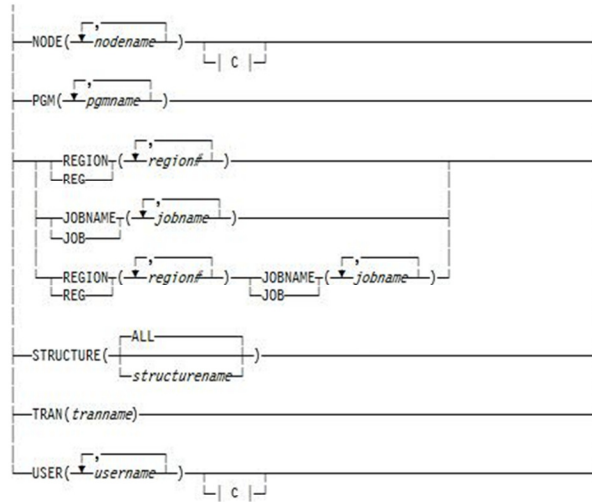 ,
NODE( nodename )
C
,
PGM( pgmname )
,
REGION ( region# )
REG
,
JOBNAME ( jobname )
JOB
, ,
REGION ( region# ) JOBNAME ( jobname )
REG JOB
ALL
STRUCTURE( )
structurename
TRAN(tranname)
,
USER( username )
C